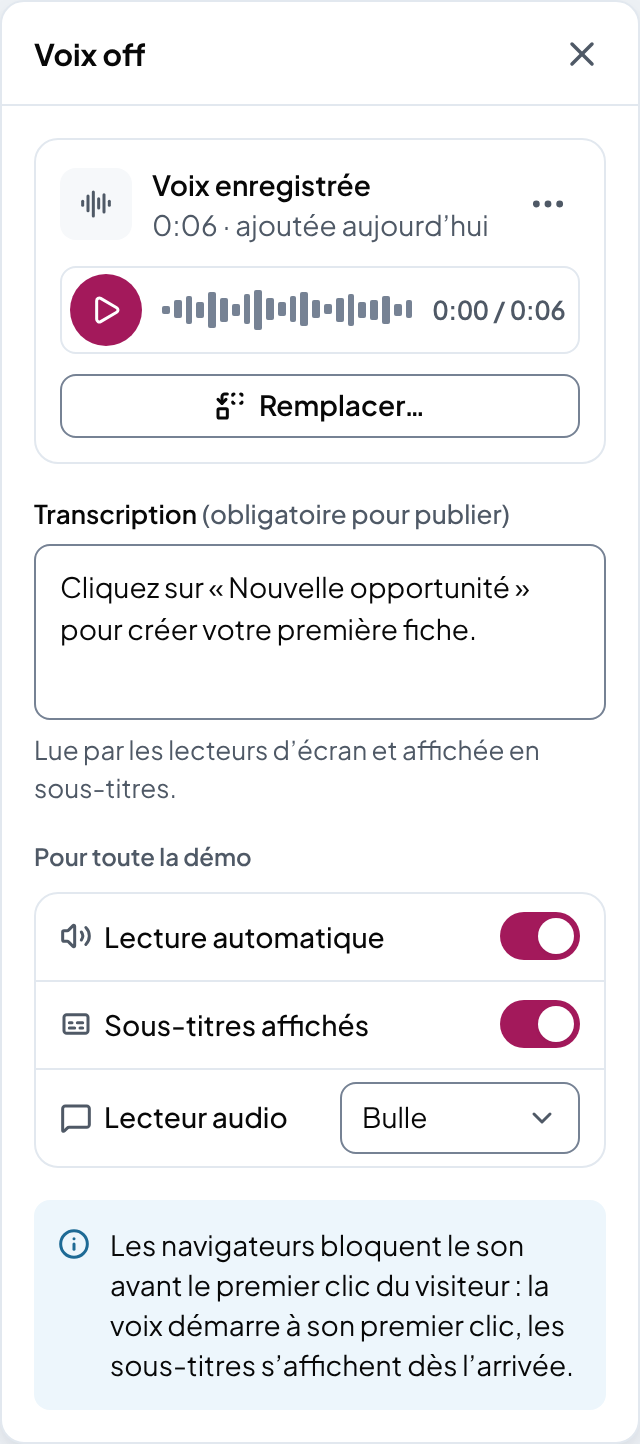 Voix off
Voix enregistrée
0:06 · ajoutée aujourd’hui
0:00 / 0:06
Remplacer…
Transcription (obligatoire pour publier)
Cliquez sur « Nouvelle opportunité »
pour créer votre première fiche.
Lue par les lecteurs d’écran et affichée en
sous-titres.
Pour toute la démo
Lecture automatique
Sous-titres affichés
Lecteur audio
Bulle
Les navigateurs bloquent le son
avant le premier clic du visiteur : la
voix démarre à son premier clic, les
sous-titres s’affichent dès l’arrivée.